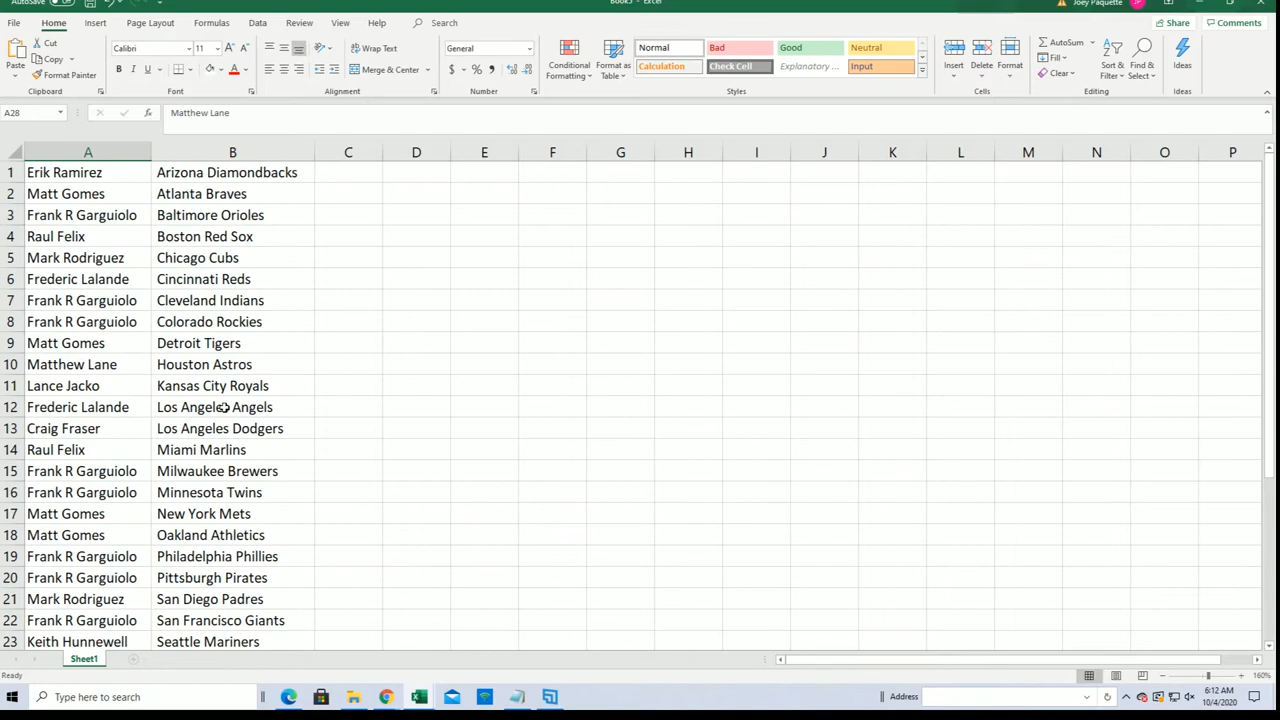 AutoSave Off Book3 - Excel Joey Paquette JP
File Home Insert Page Layout Formulas Data Review View Help Search Share Comments
Paste Cut Copy Format Painter Clipboard
Calibri 11 A A B I U A Font
Wrap Text Merge & Center Alignment
General $ % Number
Conditional Formatting Format as Table
Normal Bad Good Neutral
Calculation Check Cell Explanatory ... Input
Styles
Insert Delete Format Cells
AutoSum Fill Clear Sort & Filter Find & Select Editing
Ideas Ideas
A28 fx Matthew Lane
A B C D E F G H I J K L M N O P
1 Erik Ramirez Arizona Diamondbacks
2 Matt Gomes Atlanta Braves
3 Frank R Garguiolo Baltimore Orioles
4 Raul Felix Boston Red Sox
5 Mark Rodriguez Chicago Cubs
6 Frederic Lalande Cincinnati Reds
7 Frank R Garguiolo Cleveland Indians
8 Frank R Garguiolo Colorado Rockies
9 Matt Gomes Detroit Tigers
10 Matthew Lane Houston Astros
11 Lance Jacko Kansas City Royals
12 Frederic Lalande Los Angeles Angels
13 Craig Fraser Los Angeles Dodgers
14 Raul Felix Miami Marlins
15 Frank R Garguiolo Milwaukee Brewers
16 Frank R Garguiolo Minnesota Twins
17 Matt Gomes New York Mets
18 Matt Gomes Oakland Athletics
19 Frank R Garguiolo Philadelphia Phillies
20 Frank R Garguiolo Pittsburgh Pirates
21 Mark Rodriguez San Diego Padres
22 Frank R Garguiolo San Francisco Giants
23 Keith Hunnewell Seattle Mariners
Sheet1
Ready 160%
Type here to search Address 6:12 AM
10/4/2020